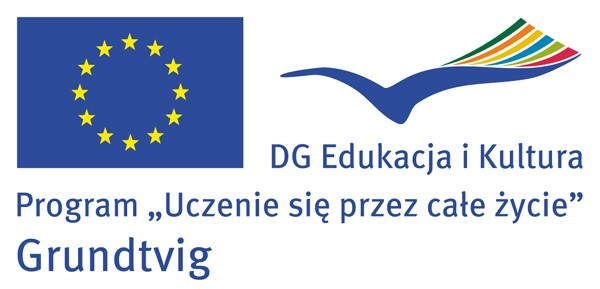 DG Edukacja i Kultura
Program „Uczenie się przez całe życie”
Grundtvig